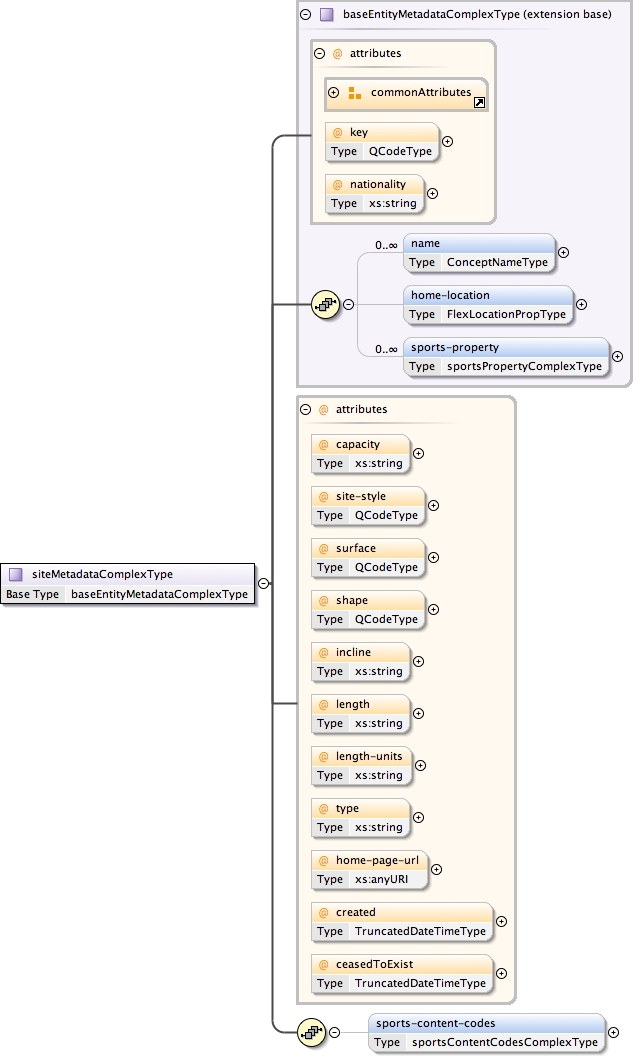 baseEntityMetadataComplexType (extension base)
@ attributes
commonAttributes
@ key
Type QCodeType
@ nationality
Type xs:string
0..∞
name
Type ConceptNameType
home-location
Type FlexLocationPropType
0..∞
sports-property
Type sportsPropertyComplexType
@ attributes
@ capacity
Type xs:string
@ site-style
Type QCodeType
@ surface
Type QCodeType
siteMetadataComplexType
Base Type baseEntityMetadataComplexType
@ shape
Type QCodeType
@ incline
Type xs:string
@ length
Type xs:string
@ length-units
Type xs:string
@ type
Type xs:string
@ home-page-url
Type xs:anyURI
@ created
Type TruncatedDateTimeType
@ ceasedToExist
Type TruncatedDateTimeType
sports-content-codes
Type sportsContentCodesComplexType